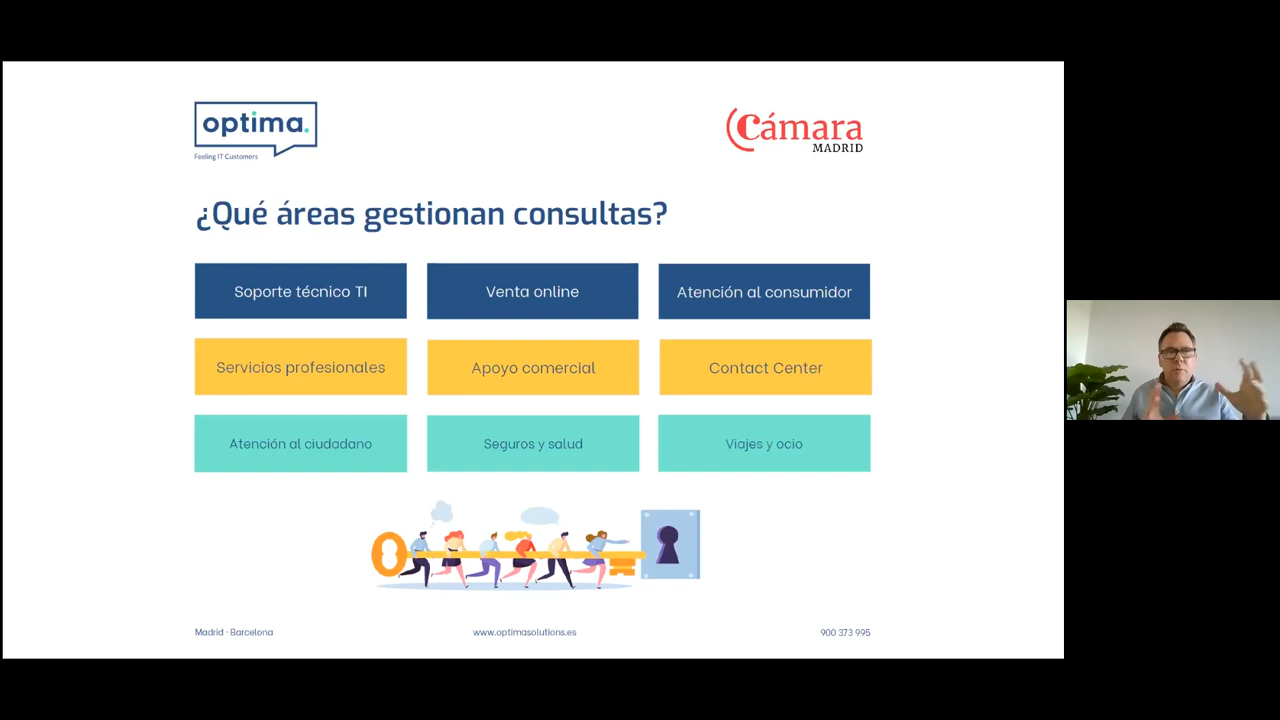 optima.
Feeling IT Customers
Cámara
MADRID
¿Qué áreas gestionan consultas?
Soporte técnico TI
Venta online
Atención al consumidor
Servicios profesionales
Apoyo comercial
Contact Center
Atención al ciudadano
Seguros y salud
Viajes y ocio
Madrid · Barcelona
www.optimasolutions.es
900 373 995